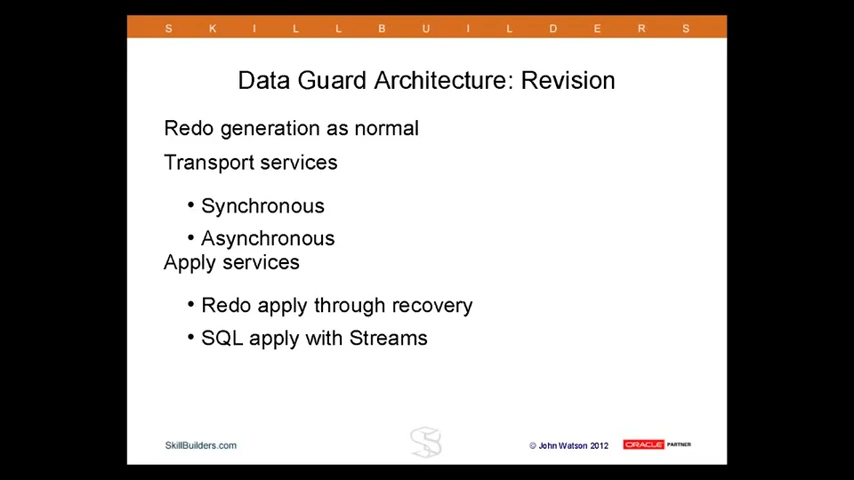 SKILLBUILDERS
Data Guard Architecture: Revision
Redo generation as normal
Transport services
• Synchronous
• Asynchronous
Apply services
• Redo apply through recovery
• SQL apply with Streams
SkillBuilders.com
© John Watson 2012
ORACLE PARTNER